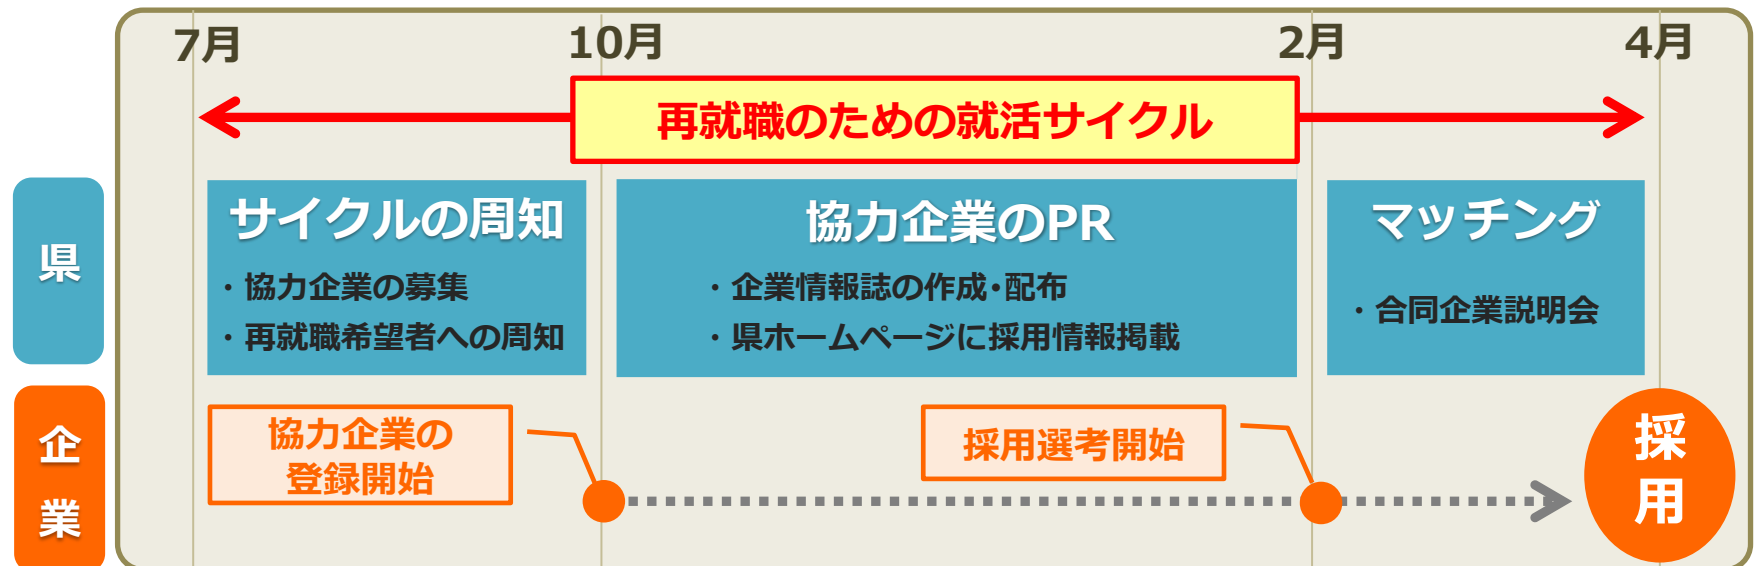 7月
10月
2月
4月
再就職のための就活サイクル
県
サイクルの周知
・協力企業の募集
・再就職希望者への周知
協力企業のPR
・企業情報誌の作成・配布
・県ホームページに採用情報掲載
マッチング
・合同企業説明会
企業
協力企業の
登録開始
採用選考開始
採用